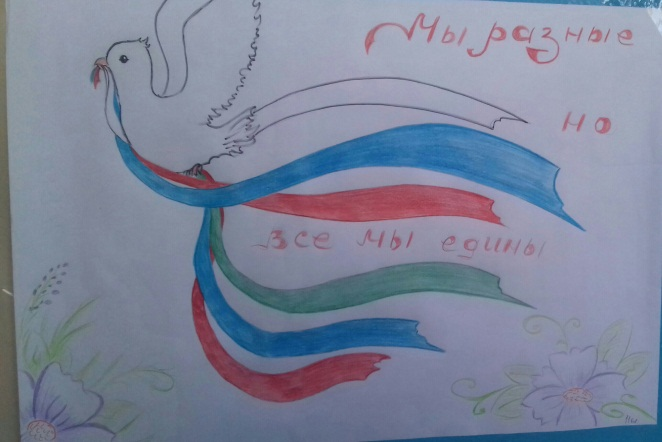 Мы разные
но
все мы едины